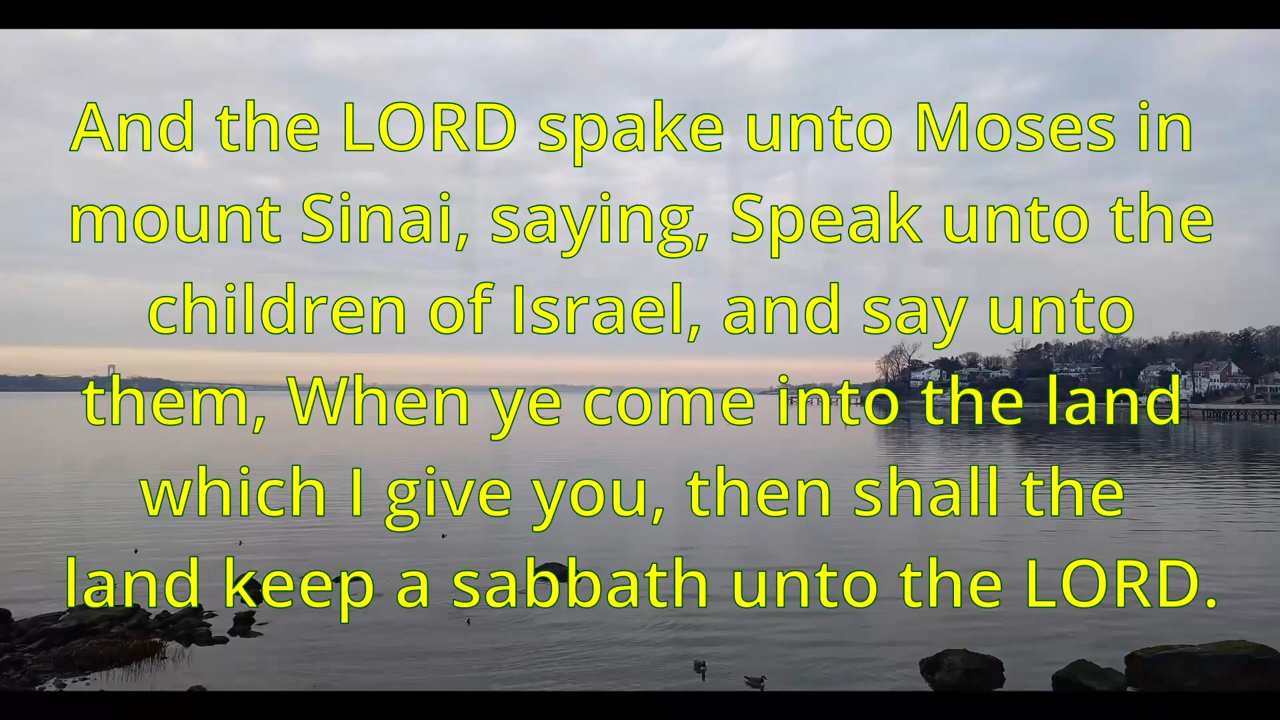 And the LORD spake unto Moses in
mount Sinai, saying, Speak unto the
children of Israel, and say unto
them, When ye come into the land
which I give you, then shall the
land keep a sabbath unto the LORD.